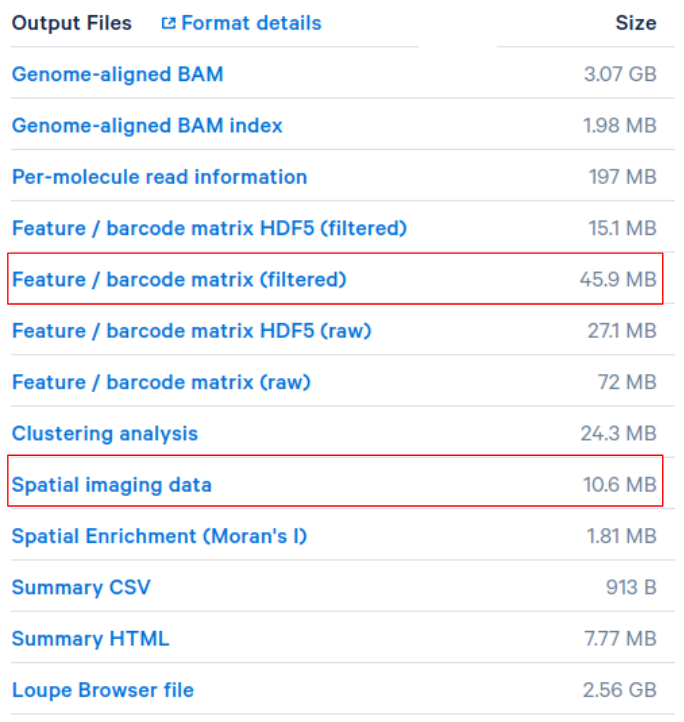 Output Files Format details Size
Genome-aligned BAM 3.07 GB
Genome-aligned BAM index 1.98 MB
Per-molecule read information 197 MB
Feature / barcode matrix HDF5 (filtered) 15.1 MB
Feature / barcode matrix (filtered) 45.9 MB
Feature / barcode matrix HDF5 (raw) 27.1 MB
Feature / barcode matrix (raw) 72 MB
Clustering analysis 24.3 MB
Spatial imaging data 10.6 MB
Spatial Enrichment (Moran's I) 1.81 MB
Summary CSV 913 B
Summary HTML 7.77 MB
Loupe Browser file 2.56 GB